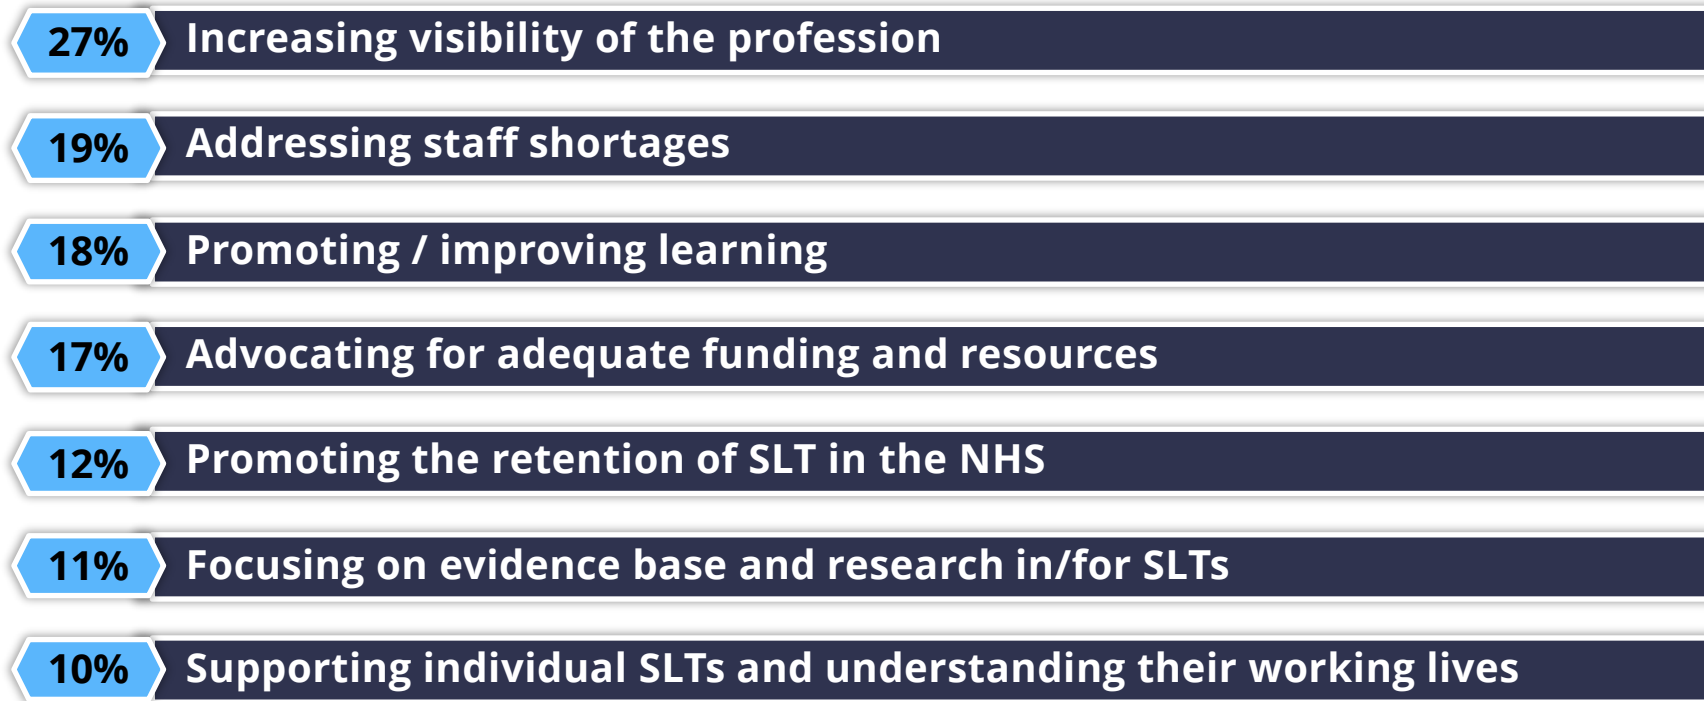 27% Increasing visibility of the profession
19% Addressing staff shortages
18% Promoting / improving learning
17% Advocating for adequate funding and resources
12% Promoting the retention of SLT in the NHS
11% Focusing on evidence base and research in/for SLTs
10% Supporting individual SLTs and understanding their working lives